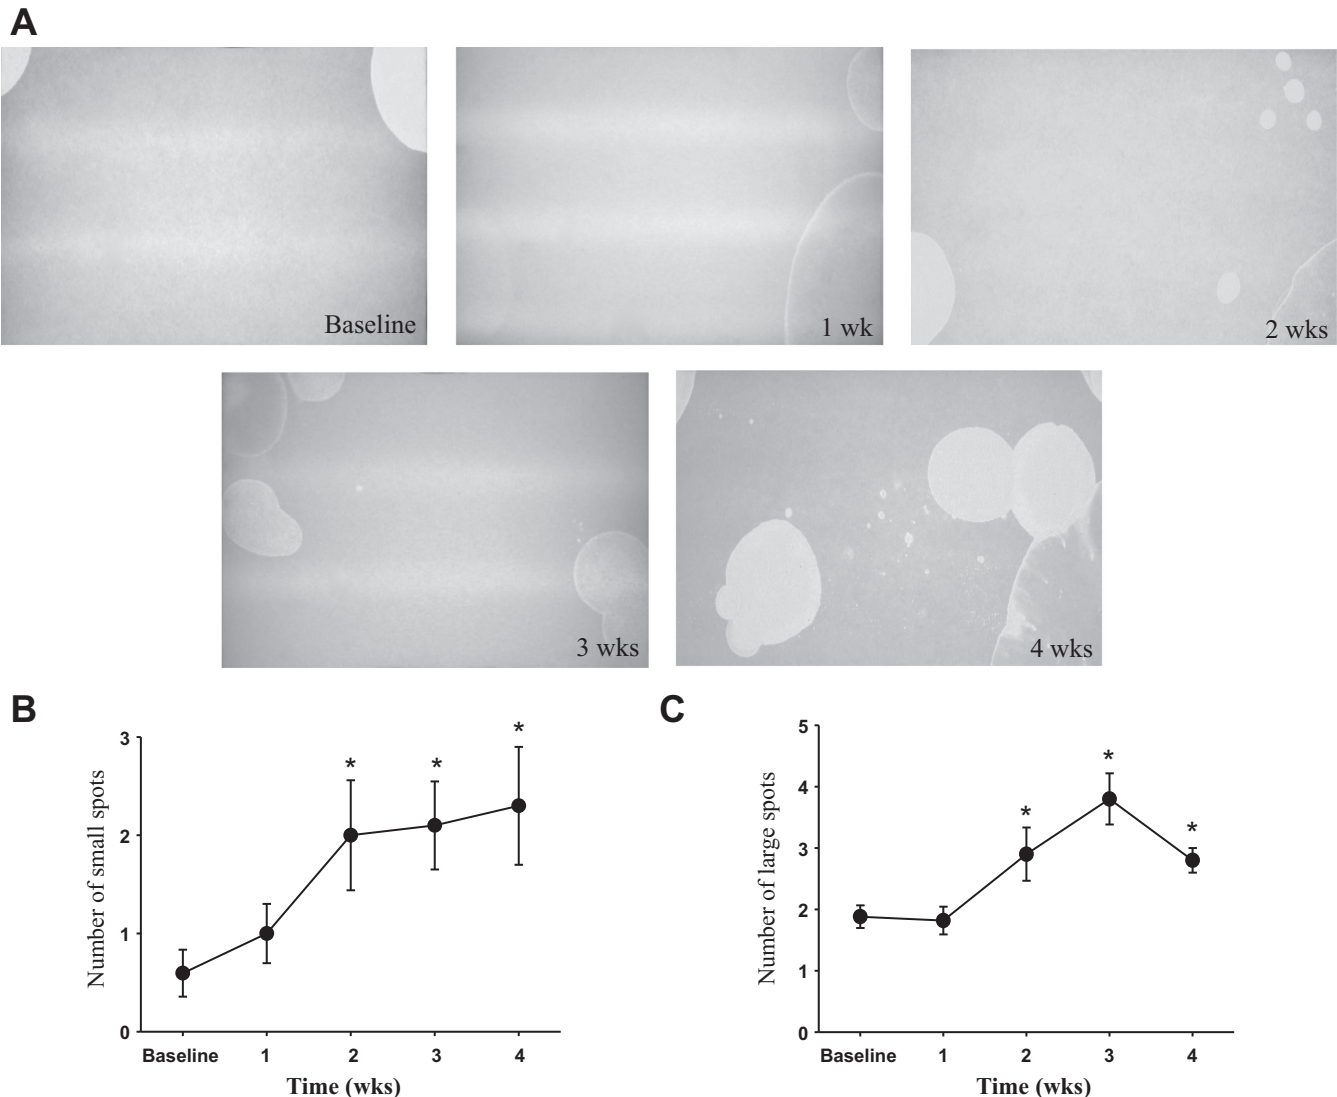 A
Baseline
1 wk
2 wks
3 wks
4 wks
B
Number of small spots
3
2
1
0
*
*
*
Baseline 1 2 3 4
Time (wks)
C
Number of large spots
5
4
3
2
1
0
*
*
*
Baseline 1 2 3 4
Time (wks)